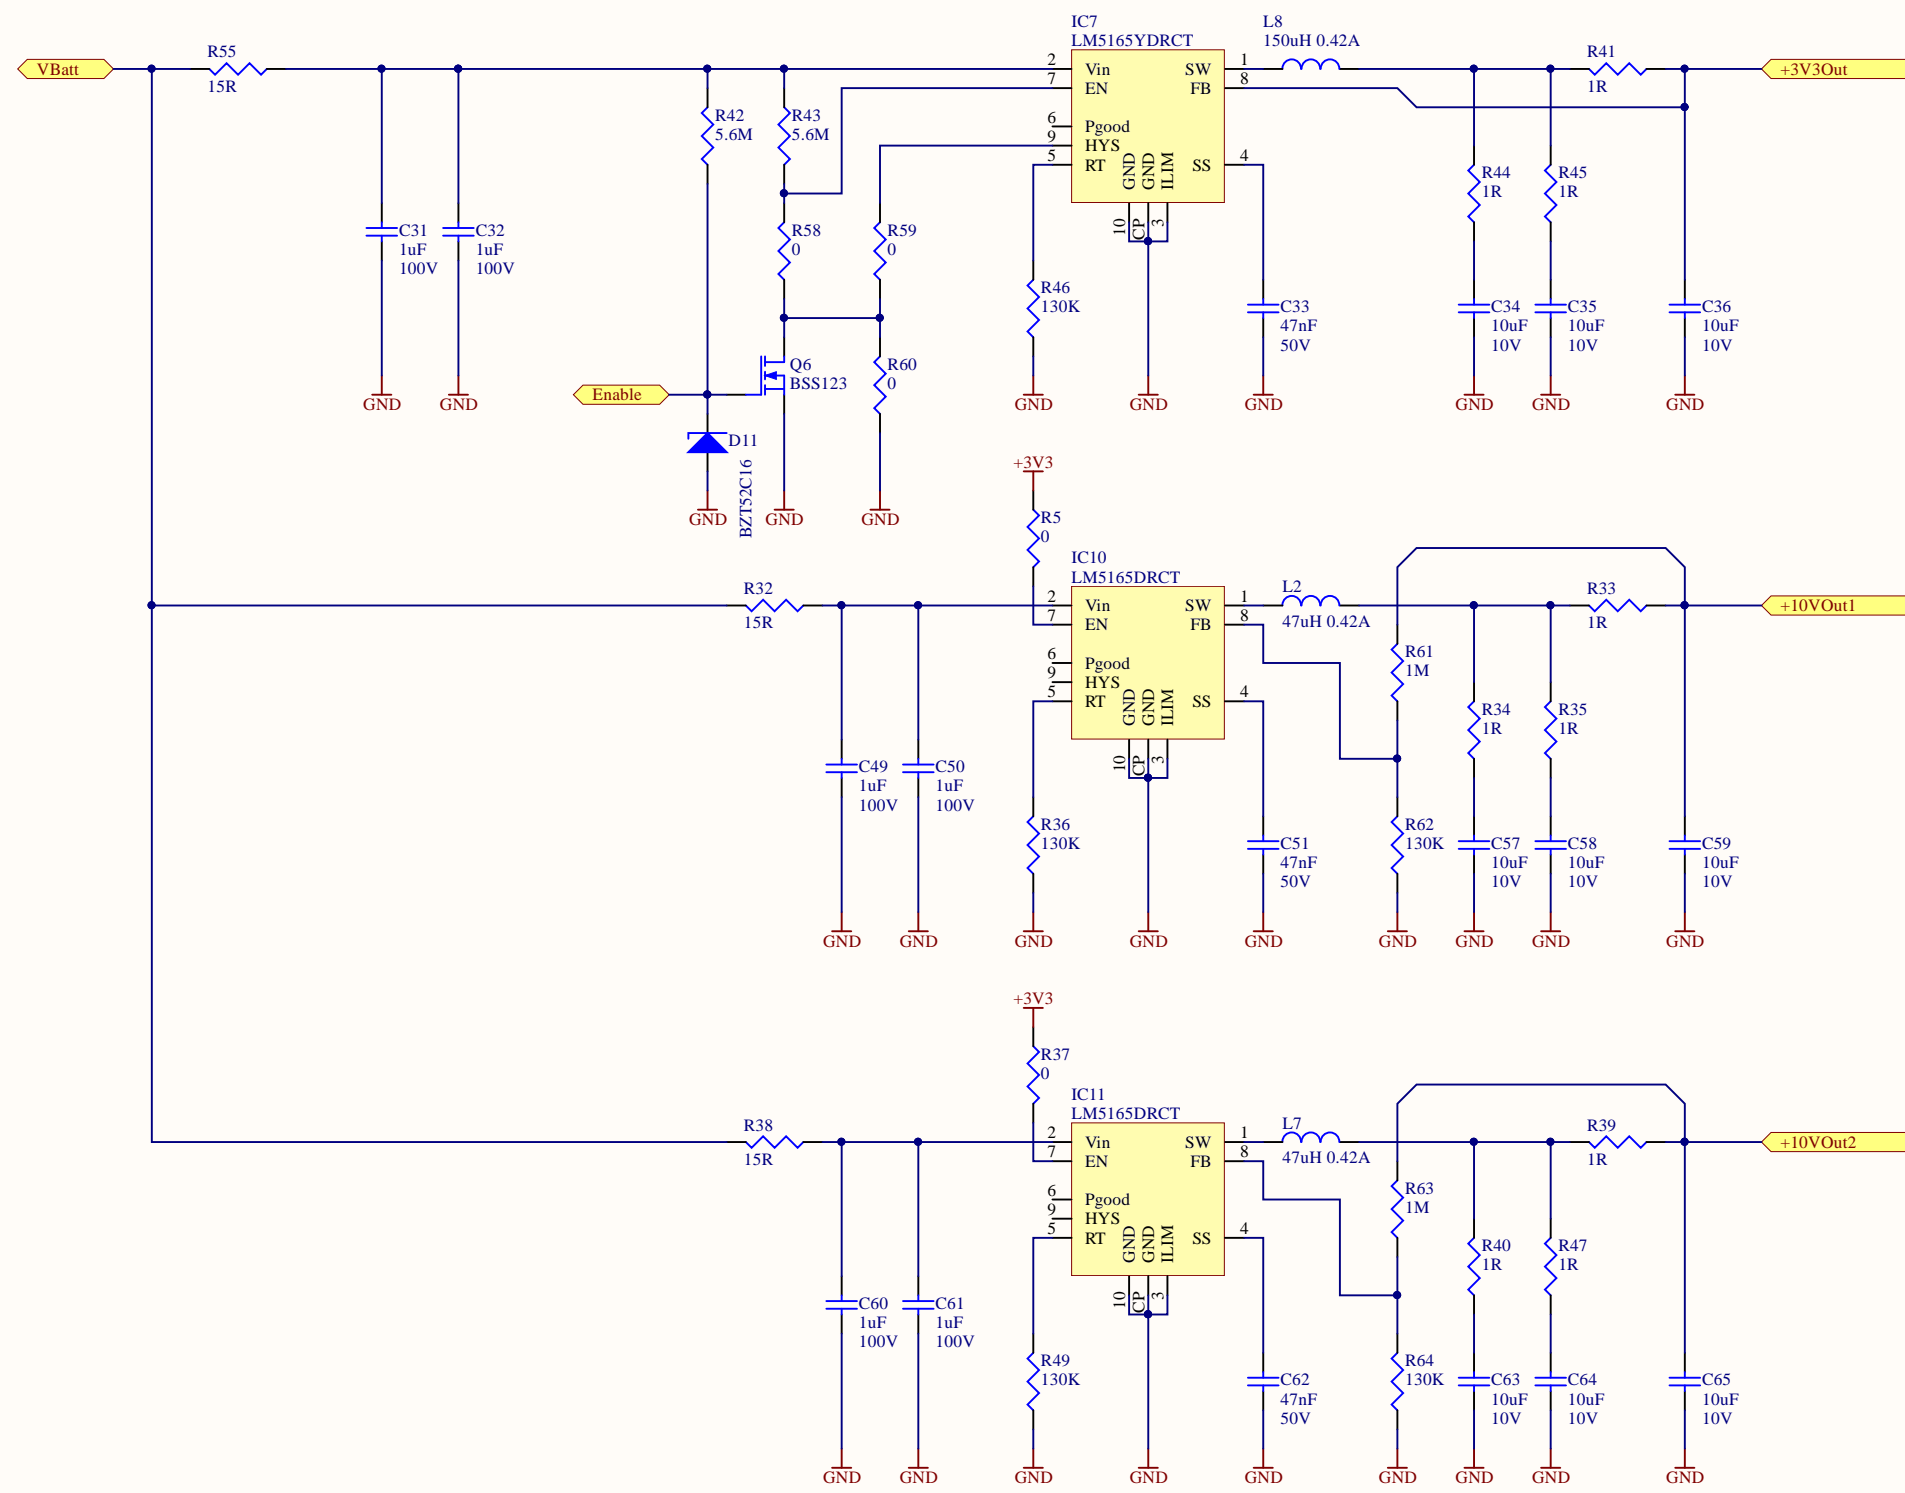 VBatt
R55
15R
C31
1uF
100V
C32
1uF
100V
GND
GND
R42
5.6M
R43
5.6M
R58
0
R59
0
Enable
Q6
BSS123
R60
0
D11
BZT52C16
GND
GND
GND
IC7
LM5165YDRCT
2
Vin
7
EN
6
Pgood
9
HYS
5
RT
SW
1
FB
8
SS
4
GND
GND
ILIM
10
CP
3
R46
130K
GND
GND
C33
47nF
50V
GND
L8
150uH 0.42A
R41
1R
+3V3Out
R44
1R
R45
1R
C34
10uF
10V
C35
10uF
10V
C36
10uF
10V
GND
GND
GND
+3V3
R5
0
IC10
LM5165DRCT
R32
15R
C49
1uF
100V
C50
1uF
100V
GND
GND
2
Vin
7
EN
6
Pgood
9
HYS
5
RT
SW
1
FB
8
SS
4
GND
GND
ILIM
10
CP
3
R36
130K
GND
GND
C51
47nF
50V
GND
L2
47uH 0.42A
R61
1M
R62
130K
GND
R33
1R
+10VOut1
R34
1R
R35
1R
C57
10uF
10V
C58
10uF
10V
C59
10uF
10V
GND
GND
GND
+3V3
R37
0
IC11
LM5165DRCT
R38
15R
C60
1uF
100V
C61
1uF
100V
GND
GND
2
Vin
7
EN
6
Pgood
9
HYS
5
RT
SW
1
FB
8
SS
4
GND
GND
ILIM
10
CP
3
R49
130K
GND
GND
C62
47nF
50V
GND
L7
47uH 0.42A
R63
1M
R64
130K
GND
R39
1R
+10VOut2
R40
1R
R47
1R
C63
10uF
10V
C64
10uF
10V
C65
10uF
10V
GND
GND
GND